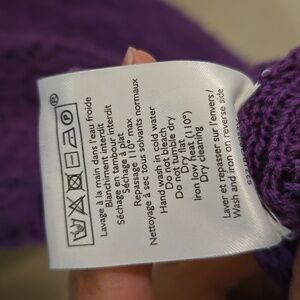 Lavage à la main dans l'eau froide
Blanchiment interdit
Séchage en tambour interdit
Séchage à plat
Repassage 110° max
Nettoyage à sec tous solvants normaux
Hand wash in cold water
Do not bleach
Do not tumble dry
Dry flat
Iron low heat (110°)
Dry cleaning
Laver et repasser sur l'envers /
Wash and iron on reverse side